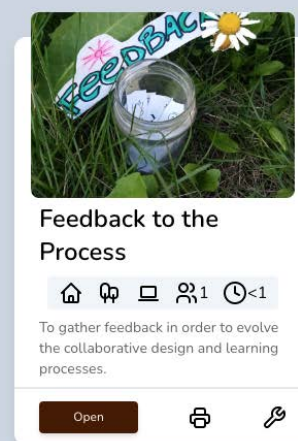 FEEDBACK
Feedback to the
Process
1 <1
To gather feedback in order to evolve
the collaborative design and learning
processes.
Open